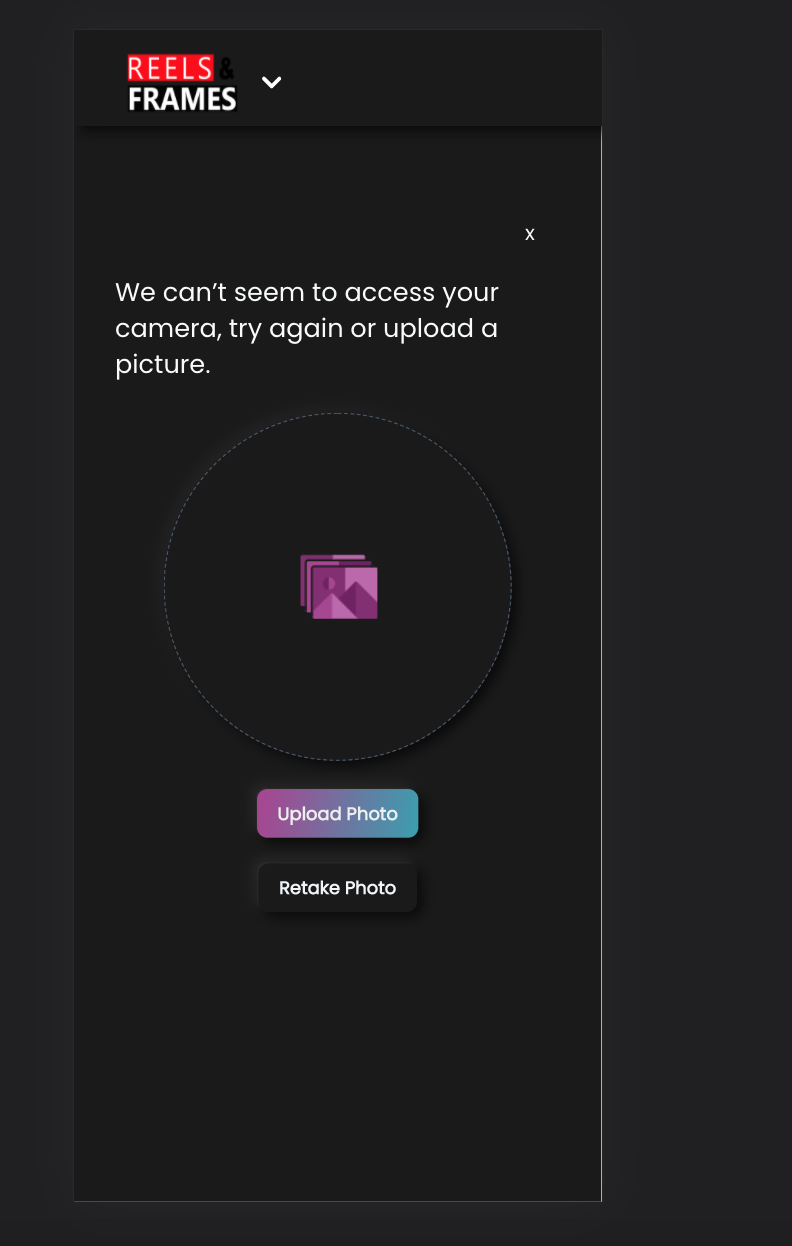 REELS &
FRAMES
x
We can’t seem to access your
camera, try again or upload a
picture.
Upload Photo
Retake Photo